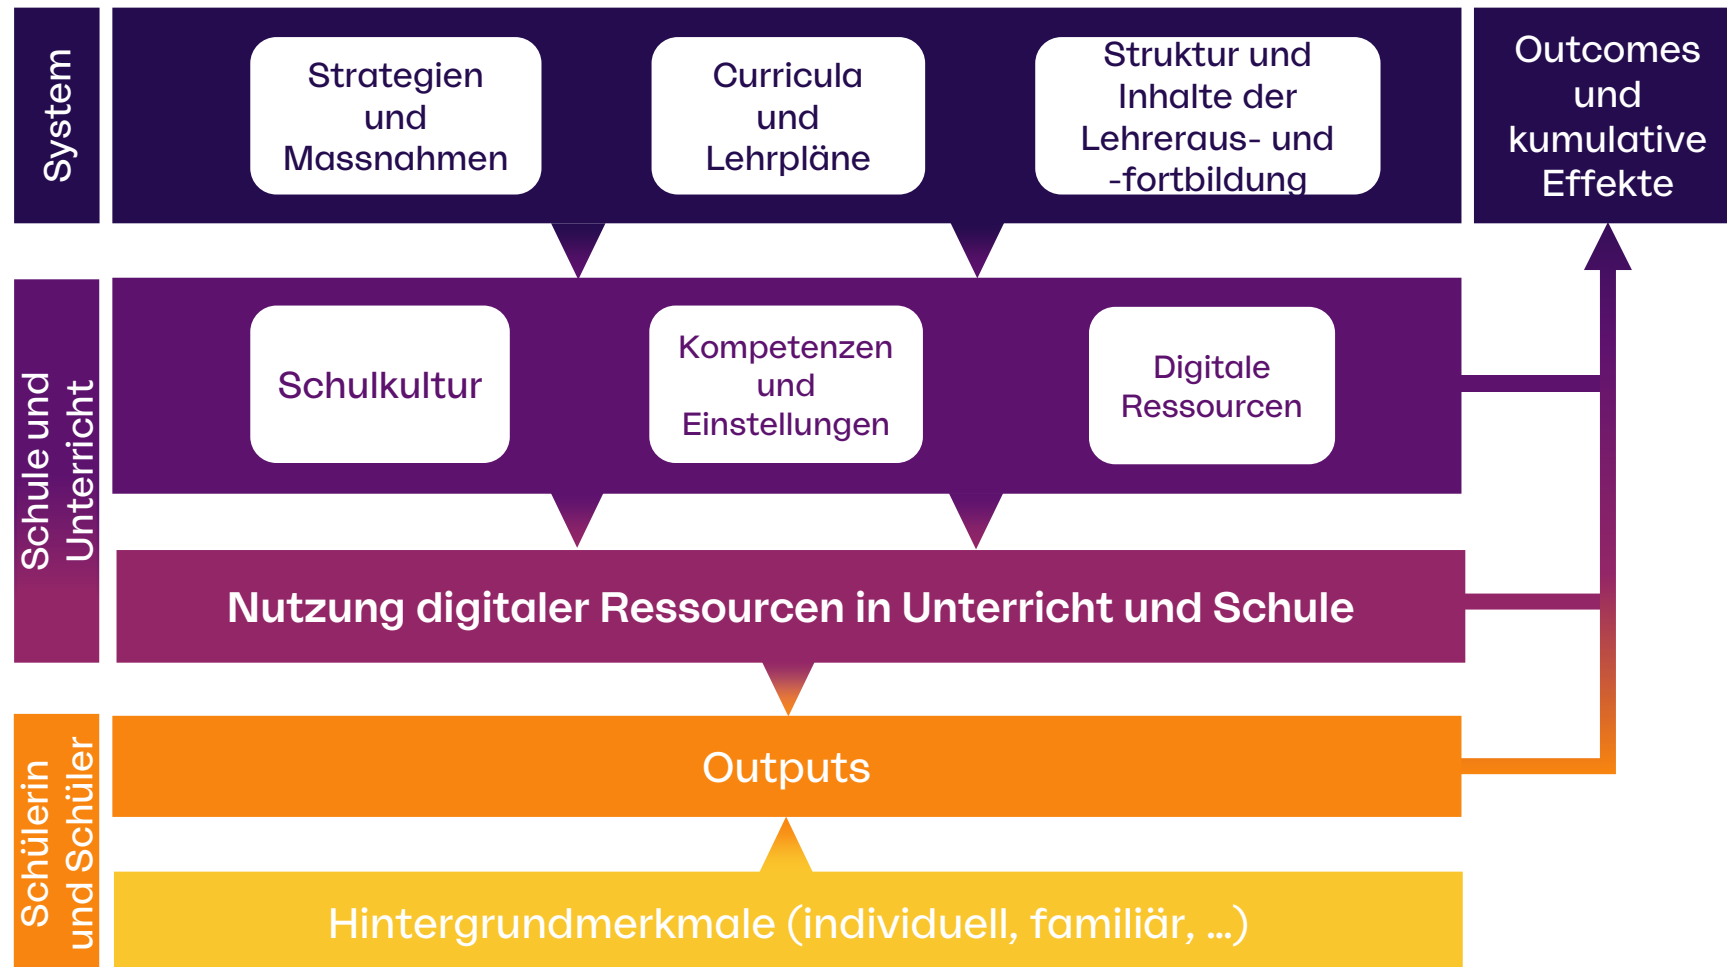 System
Strategien
und
Massnahmen
Curricula
und
Lehrpläne
Struktur und
Inhalte der
Lehreraus- und
-fortbildung
Outcomes
und
kumulative
Effekte
Schule und
Unterricht
Schulkultur
Kompetenzen
und
Einstellungen
Digitale
Ressourcen
Nutzung digitaler Ressourcen in Unterricht und Schule
Schülerin
und Schüler
Outputs
Hintergrundmerkmale (individuell, familiär, ...)